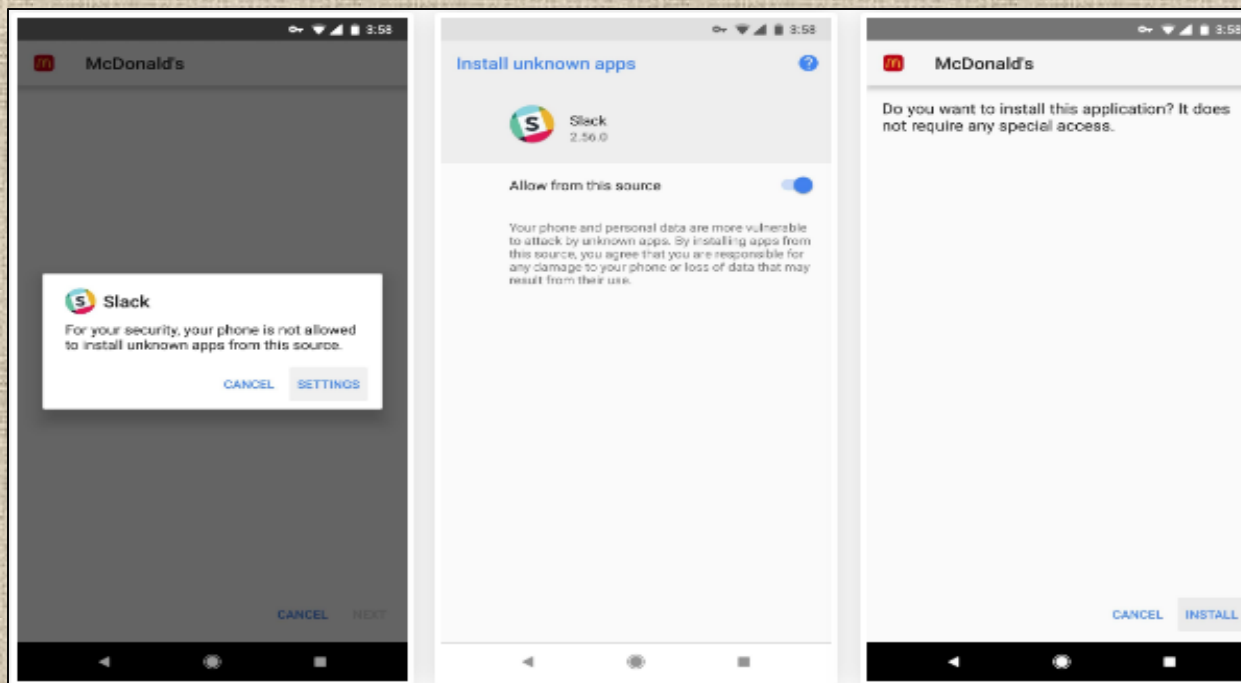 3:58
McDonald's
Slack
For your security, your phone is not allowed
to install unknown apps from this source.
CANCEL SETTINGS
CANCEL NEXT
3:58
Install unknown apps
?
S Slack
2.56.0
Allow from this source
Your phone and personal data are more vulnerable
to attack by unknown apps. By installing apps from
this source, you agree that you are responsible for
any damage to your phone or loss of data that may
result from their use.
3:58
McDonald's
Do you want to install this application? It does
not require any special access.
CANCEL INSTALL